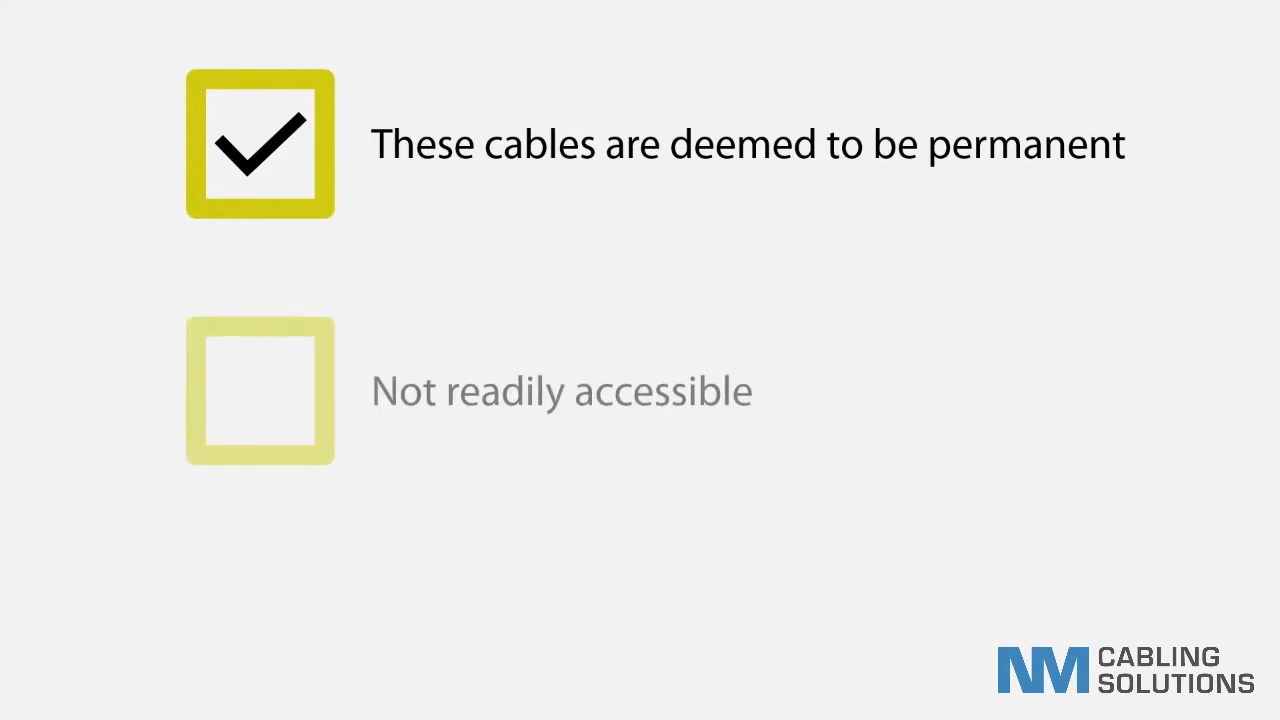 These cables are deemed to be permanent
Not readily accessible
NM CABLING
SOLUTIONS